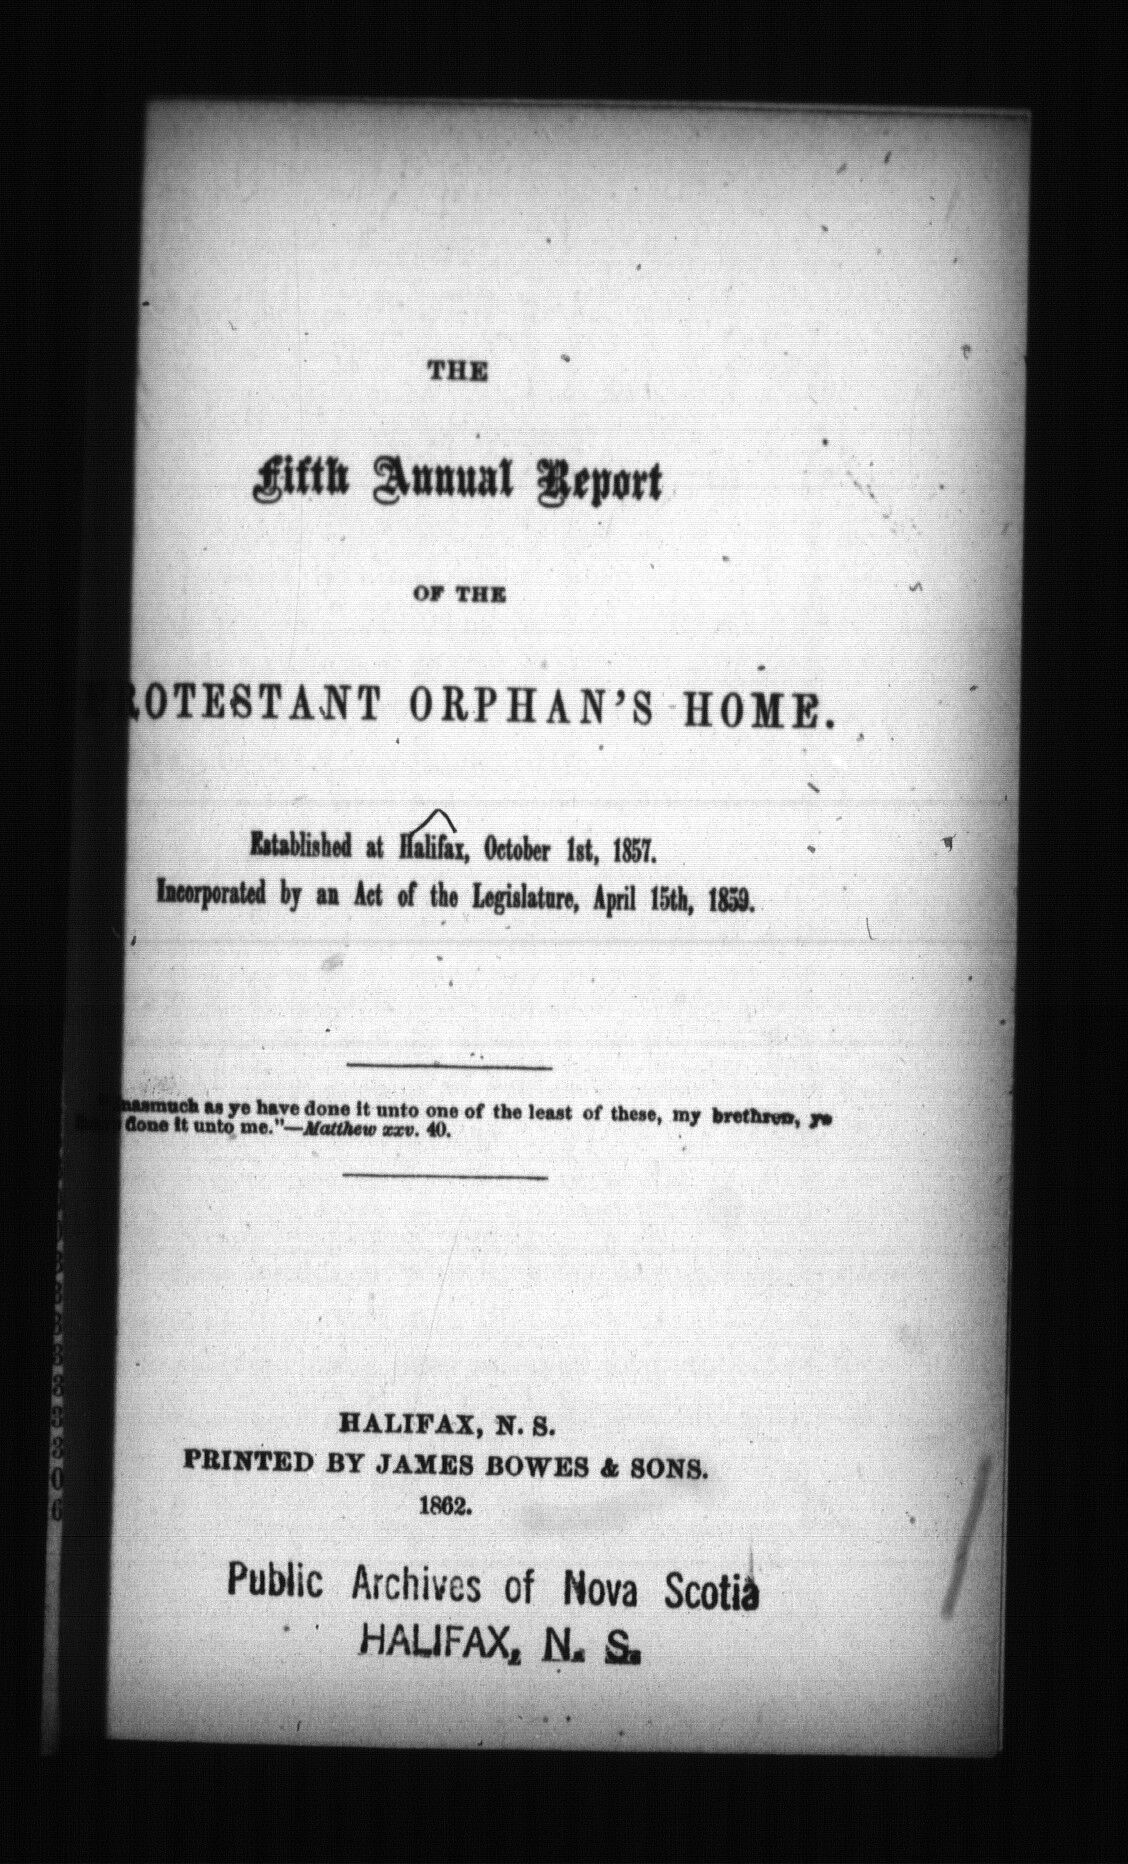 THE
Fifth Annual Report
OF THE
PROTESTANT ORPHAN'S HOME.
Established at Halifax, October 1st, 1857.
Incorporated by an Act of the Legislature, April 15th, 1859.
nasmuch as ye have done it unto one of the least of these, my brethren, ye
done it unto me."—Matthew xxv. 40.
HALIFAX, N. S.
PRINTED BY JAMES BOWES & SONS.
1862.
Public Archives of Nova Scotia
HALIFAX, N. S.